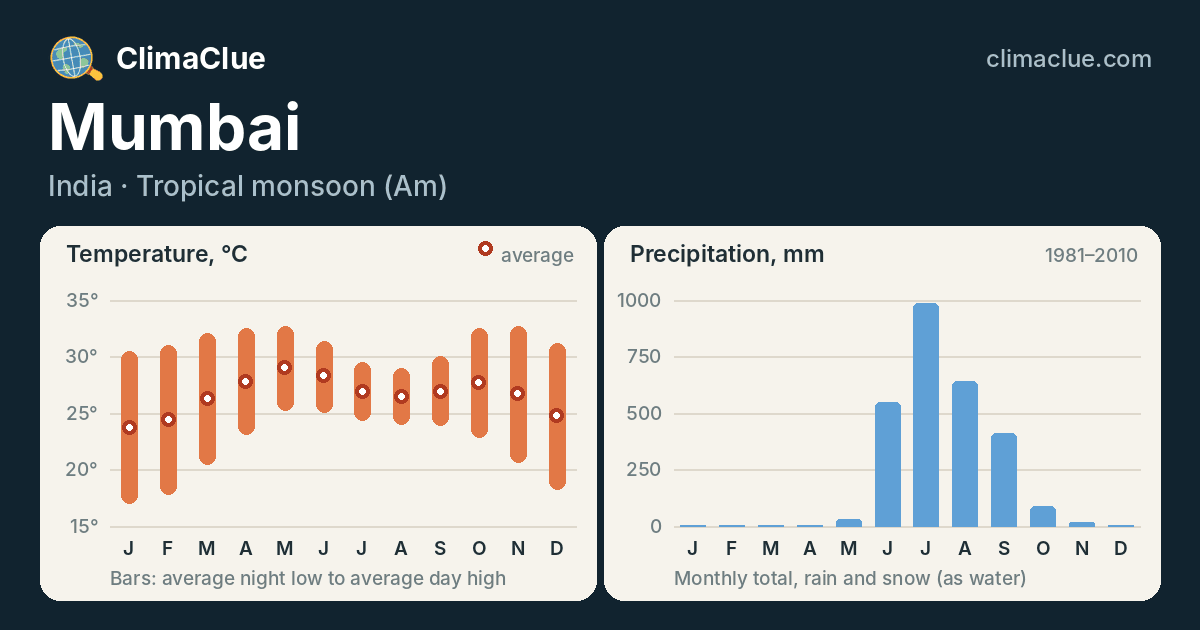 ClimaClue
climaclue.com
Mumbai
India · Tropical monsoon (Am)
Temperature, °C
average
35°
30°
25°
20°
15°
J F M A M J J A S O N D
Bars: average night low to average day high
Precipitation, mm
1981–2010
1000
750
500
250
0
J F M A M J J A S O N D
Monthly total, rain and snow (as water)